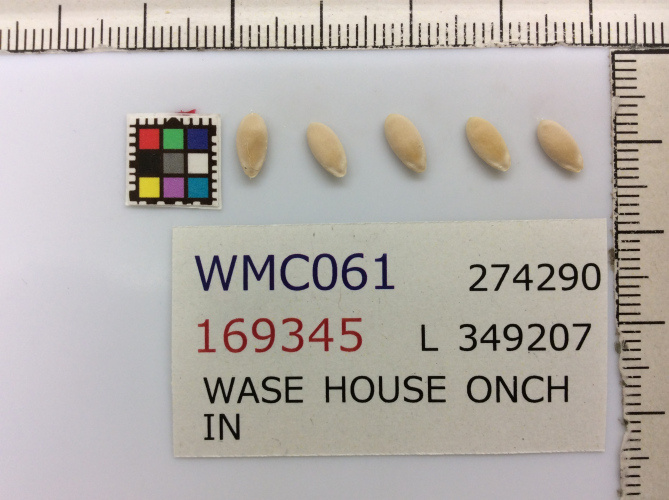 WMC061 274290
169345 L 349207
WASE HOUSE ONCH
IN